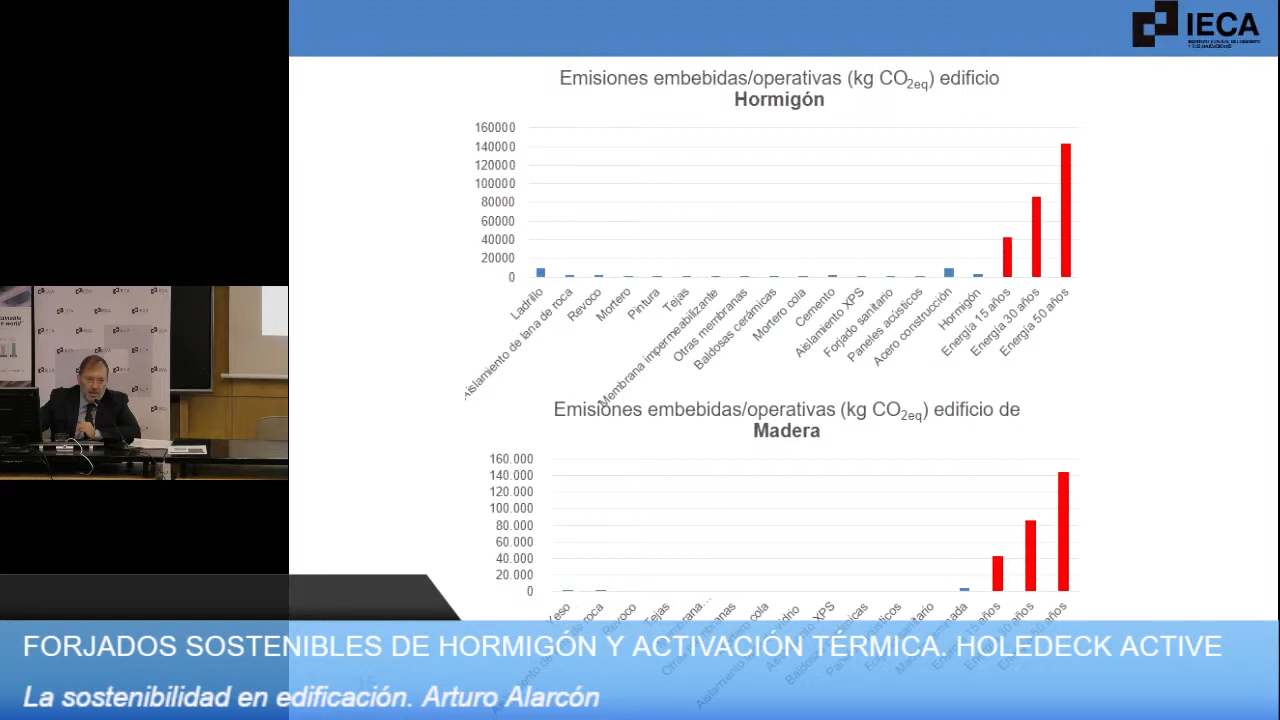 IECA
Emisiones embebidas/operativas (kg CO2eq) edificio
Hormigón
160000
140000
120000
100000
80000
60000
40000
20000
0
Ladrillo
Aislamiento de lana de roca
Revoco
Mortero
Pintura
Tejas
Membrana impermeabilizante
Otras membranas
Baldosas cerámicas
Mortero cola
Cemento
Aislamiento XPS
Forjado sanitario
Paneles acústicos
Acero construcción
Hormigón
Energía 15 años
Energía 30 años
Energía 50 años
Emisiones embebidas/operativas (kg CO2eq) edificio de
Madera
160.000
140.000
120.000
100.000
80.000
60.000
40.000
20.000
0
FORJADOS SOSTENIBLES DE HORMIGÓN Y ACTIVACIÓN TÉRMICA. HOLEDECK ACTIVE
La sostenibilidad en edificación. Arturo Alarcón